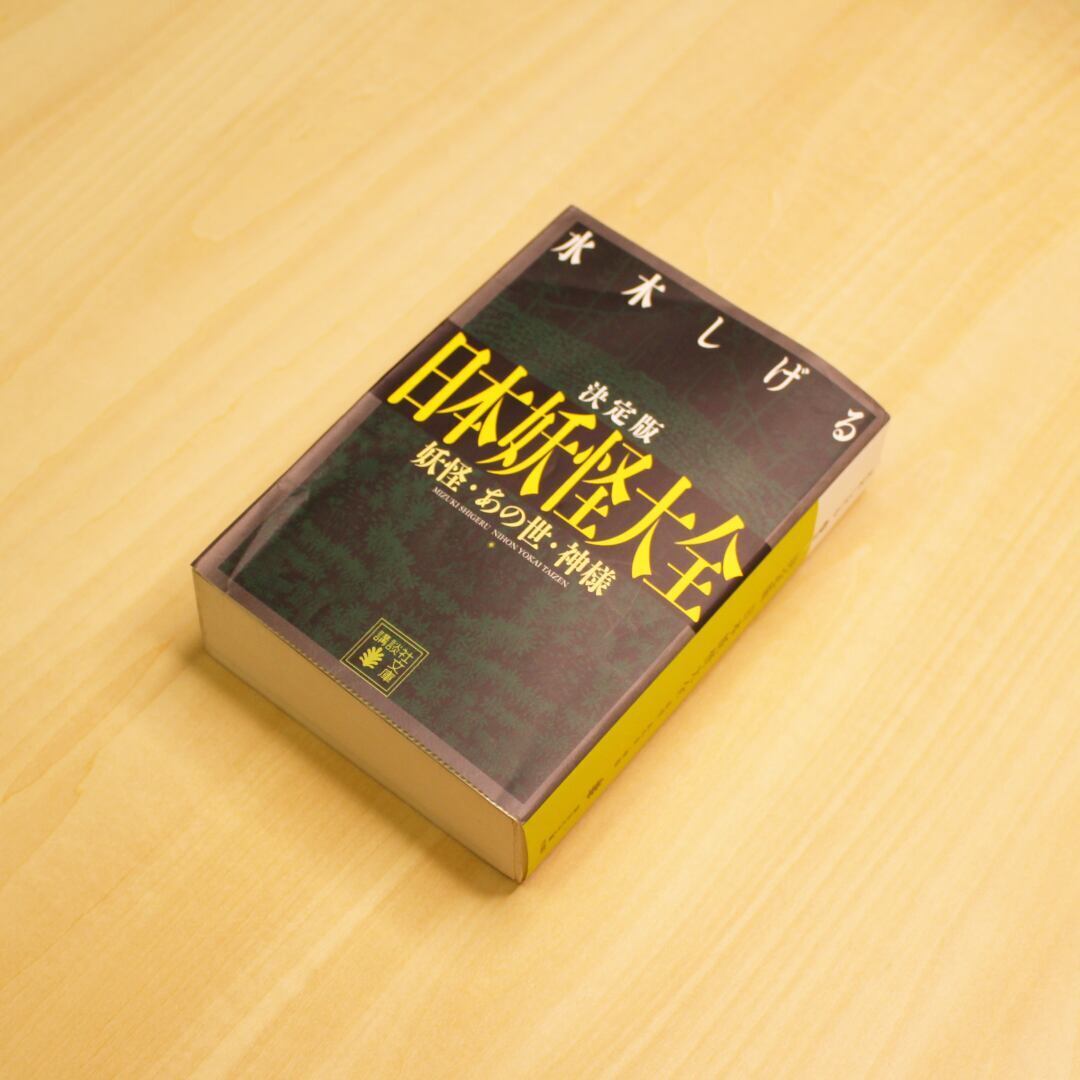 水木しげる
決定版
日本妖怪大全
妖怪・あの世・神様
MIZUKI SHIGERU NIHON YOKAI TAIZEN
講談社文庫